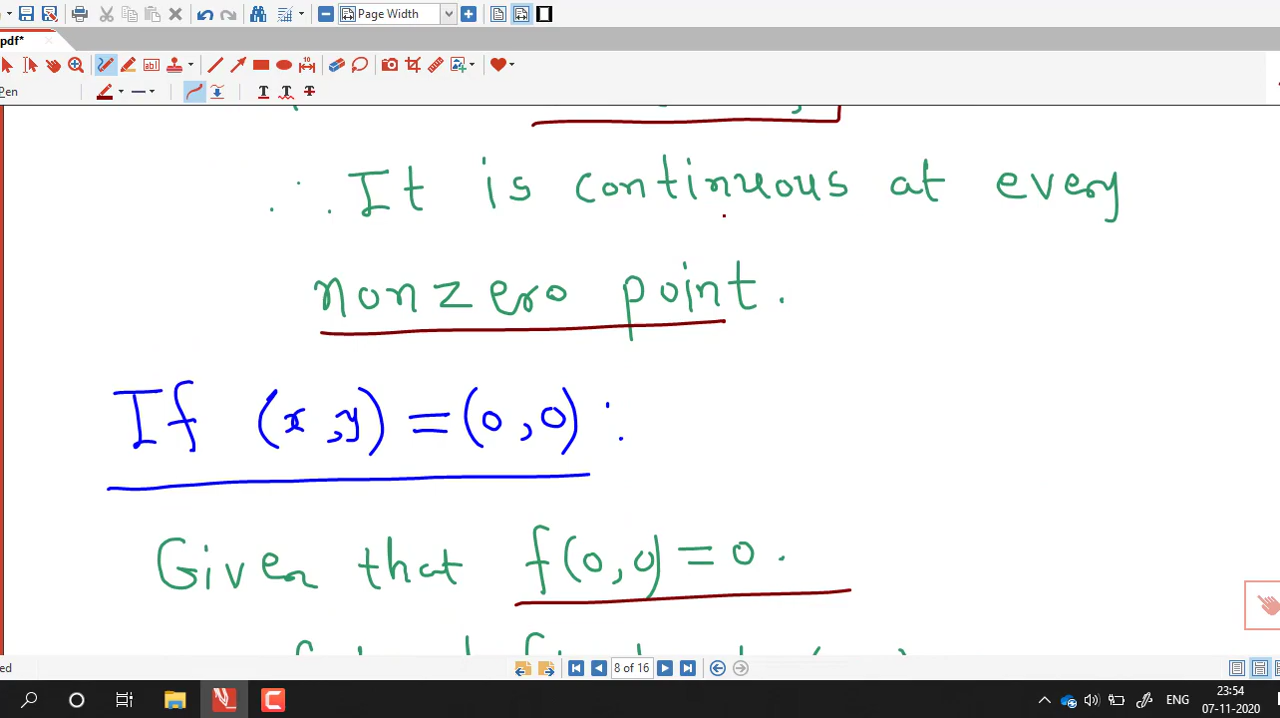 Page Width
pdf*
Pen
∴ It is continuous at every
nonzero point.
If (x,y)=(0,0):
Given that f(0,0)=0.
8 of 16
ENG
23:54
07-11-2020